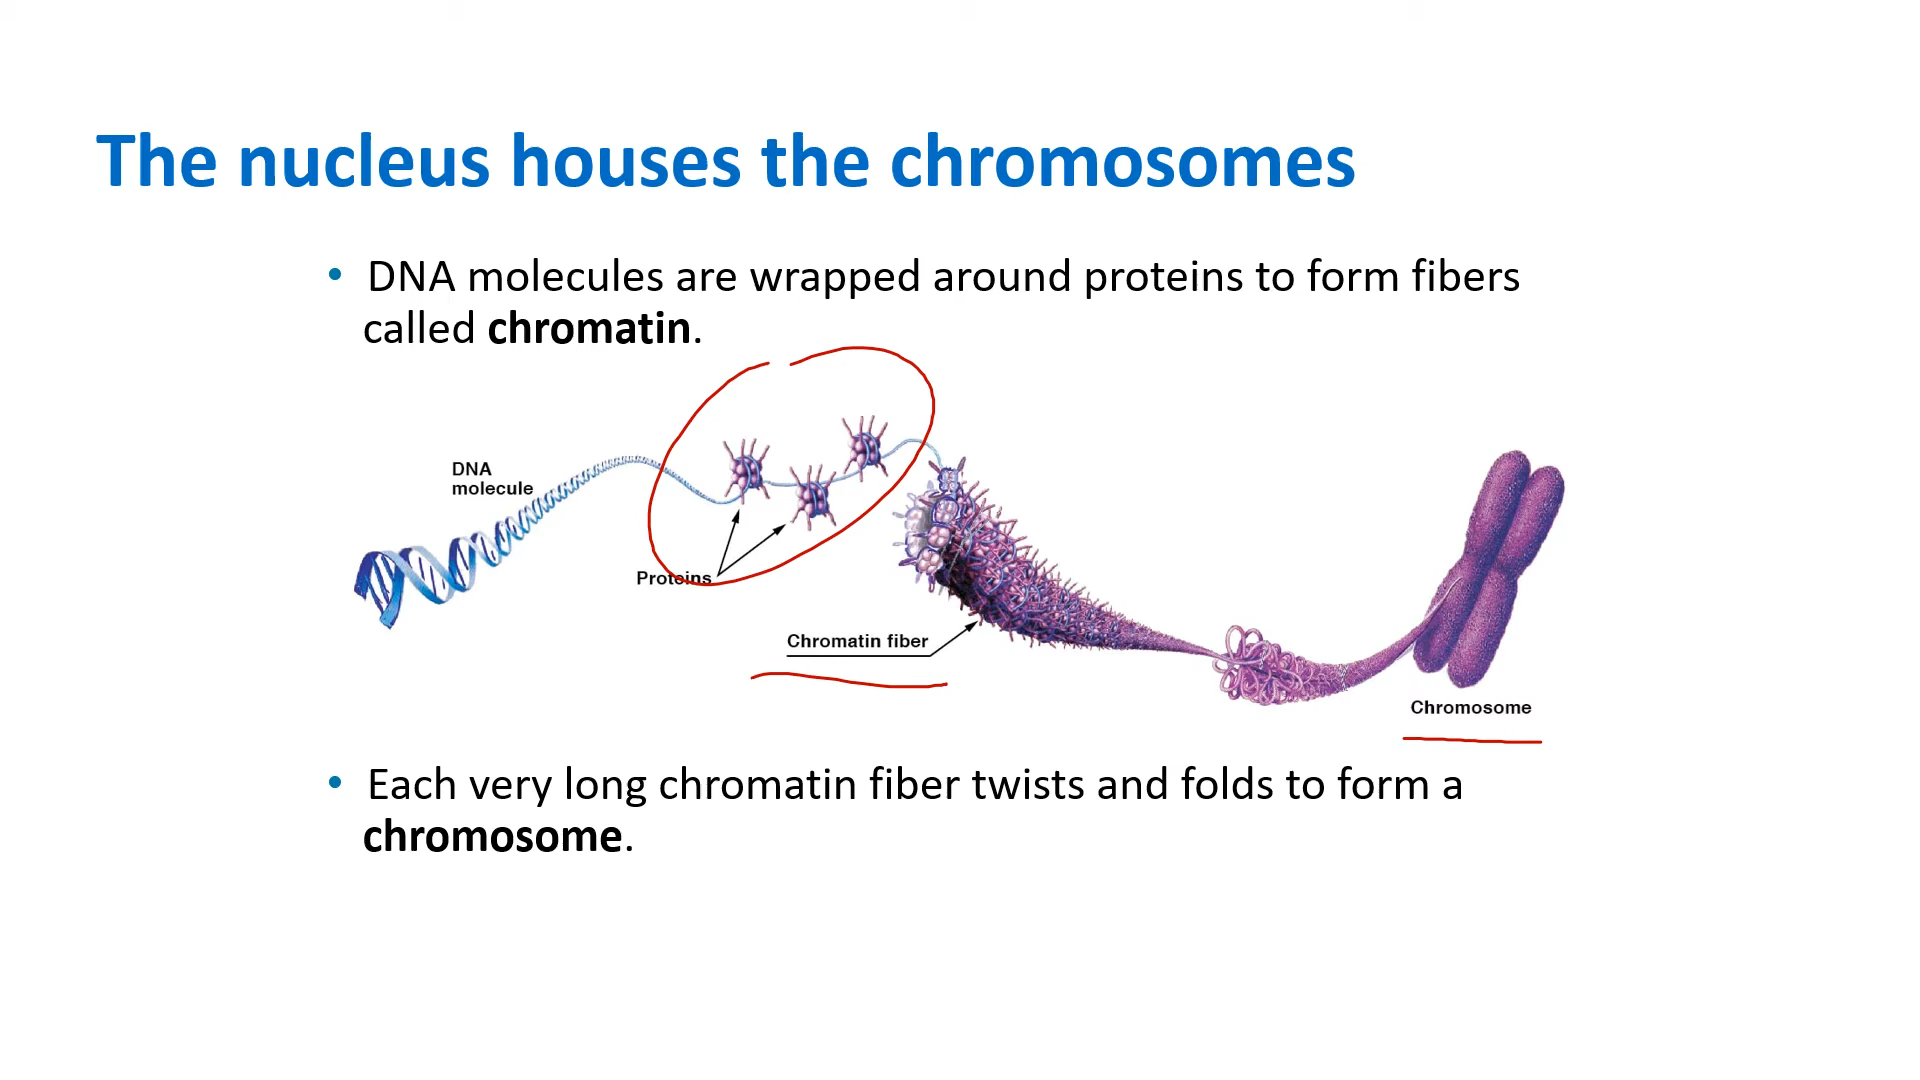 The nucleus houses the chromosomes
• DNA molecules are wrapped around proteins to form fibers
called chromatin.
DNA
molecule
Proteins
Chromatin fiber
Chromosome
• Each very long chromatin fiber twists and folds to form a
chromosome.